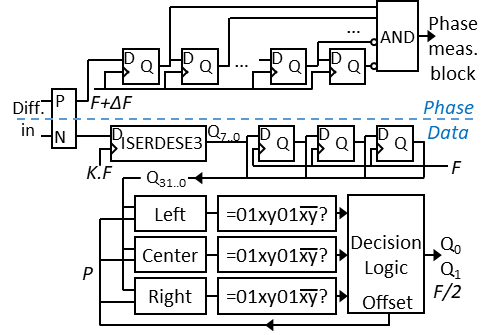 Phase
meas.
block
AND
...
D Q D Q ... D Q D Q
F+ΔF
Diff.
in
P
N
Phase
Data
D ISERDESE3
K.F
Q7..0
D Q D Q D Q
F
Q31..0
Left =01xy01x̅y̅?
Center =01xy01x̅y̅?
Right =01xy01x̅y̅?
P
Decision
Logic
Offset
Q0
Q1
F/2